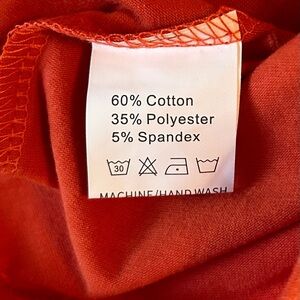 60% Cotton
35% Polyester
5% Spandex
30
MACHINE/HAND WASH